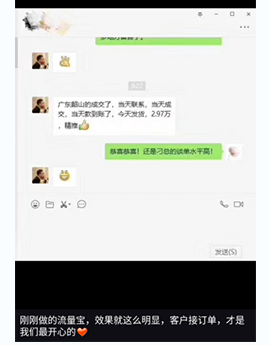 广东韶山的成交了，当天联系，当天成
交，当天款到账了，今天发货，2.97万
，精准
恭喜恭喜！还是刁总的谈单水平高！
发送(S)
刚刚做的流量宝，效果就这么明显，客户接订单，才是
我们最开心的